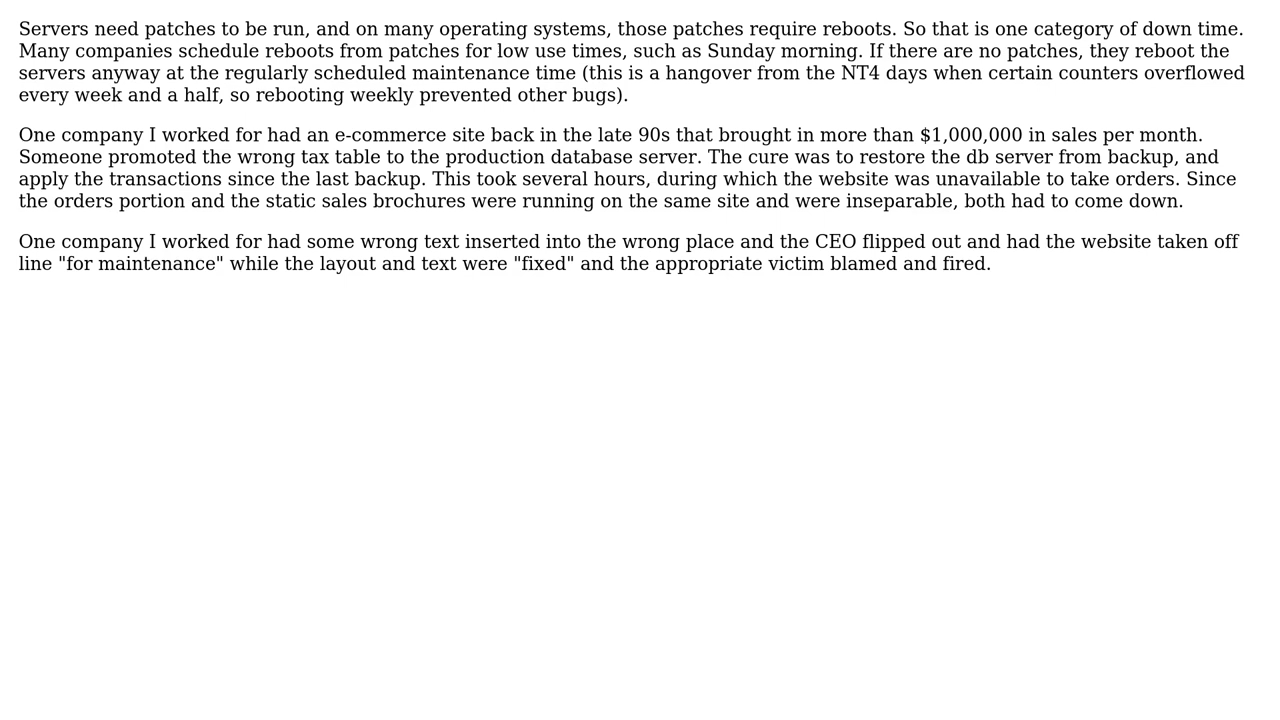 Servers need patches to be run, and on many operating systems, those patches require reboots. So that is one category of down time.
Many companies schedule reboots from patches for low use times, such as Sunday morning. If there are no patches, they reboot the
servers anyway at the regularly scheduled maintenance time (this is a hangover from the NT4 days when certain counters overflowed
every week and a half, so rebooting weekly prevented other bugs).
One company I worked for had an e-commerce site back in the late 90s that brought in more than $1,000,000 in sales per month.
Someone promoted the wrong tax table to the production database server. The cure was to restore the db server from backup, and
apply the transactions since the last backup. This took several hours, during which the website was unavailable to take orders. Since
the orders portion and the static sales brochures were running on the same site and were inseparable, both had to come down.
One company I worked for had some wrong text inserted into the wrong place and the CEO flipped out and had the website taken off
line "for maintenance" while the layout and text were "fixed" and the appropriate victim blamed and fired.